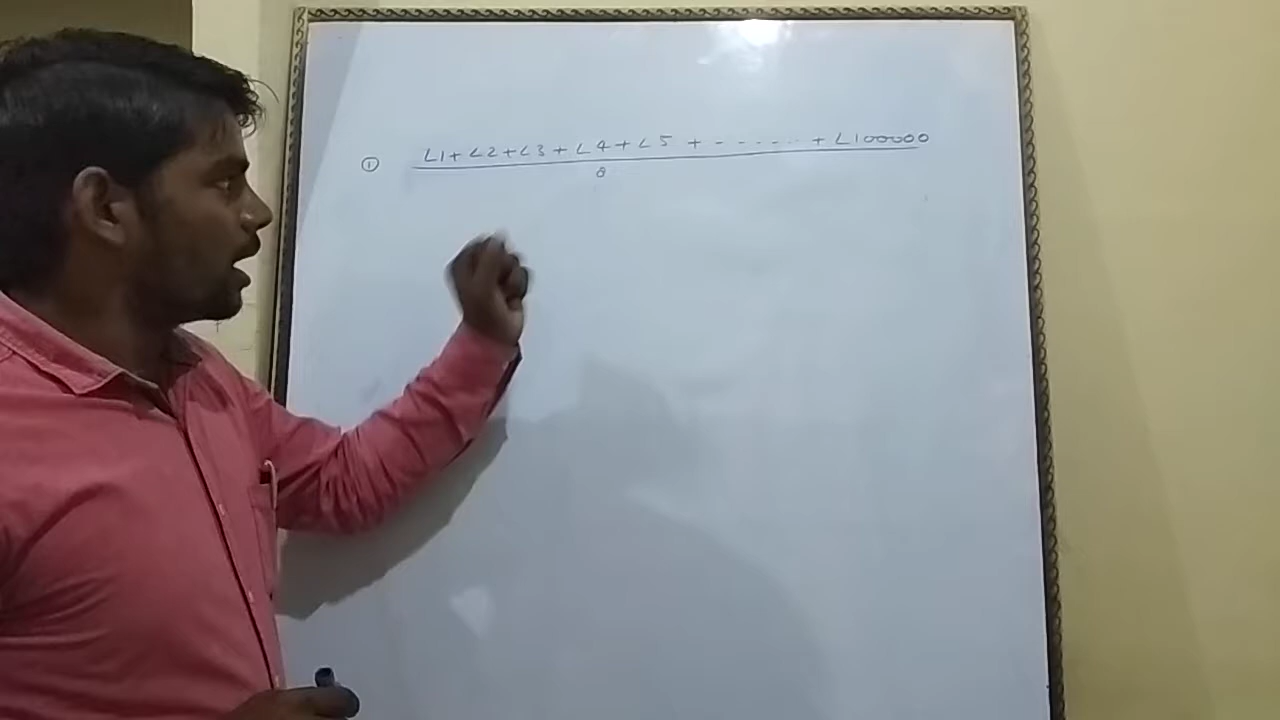 ① ∠1+∠2+∠3+∠4+∠5 +-------+∠100000
8